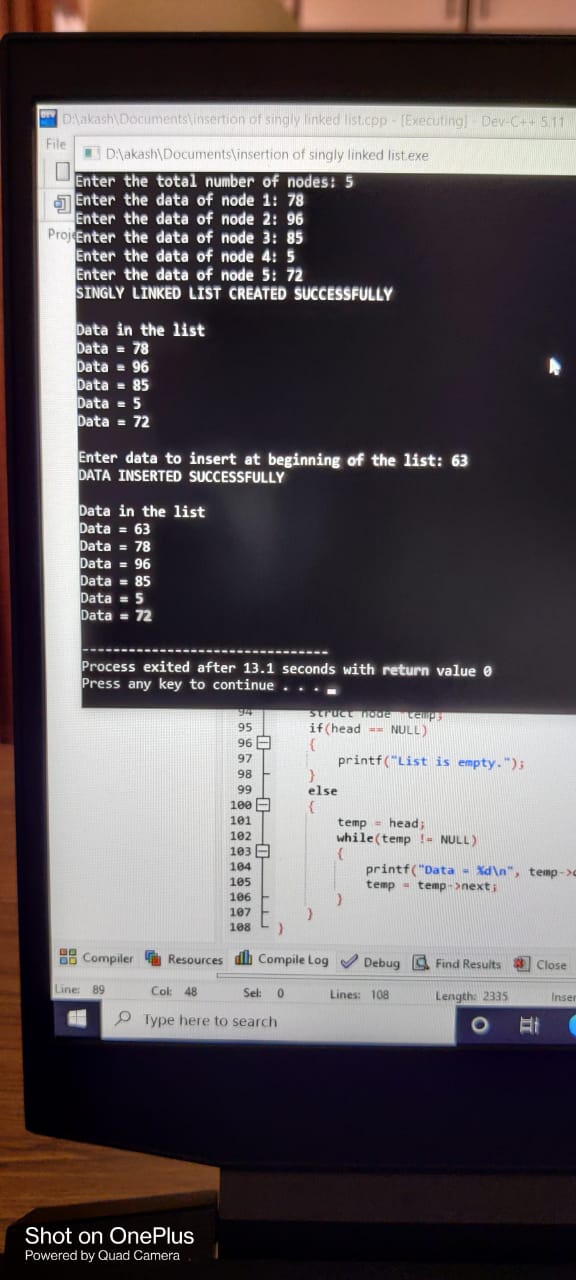 D:\akash\Documents\insertion of singly linked list.cpp - [Executing] - Dev-C++ 5.11
File
D:\akash\Documents\insertion of singly linked list.exe
Enter the total number of nodes: 5
Enter the data of node 1: 78
Enter the data of node 2: 96
Proj
Enter the data of node 3: 85
Enter the data of node 4: 5
Enter the data of node 5: 72
SINGLY LINKED LIST CREATED SUCCESSFULLY
Data in the list
Data = 78
Data = 96
Data = 85
Data = 5
Data = 72
Enter data to insert at beginning of the list: 63
DATA INSERTED SUCCESSFULLY
Data in the list
Data = 63
Data = 78
Data = 96
Data = 85
Data = 5
Data = 72
--------------------------------
Process exited after 13.1 seconds with return value 0
Press any key to continue . . .
94 struct node *temp;
95 if(head == NULL)
96 {
97 printf("List is empty.");
98 }
99 else
100 {
101 temp = head;
102 while(temp != NULL)
103 {
104 printf("Data = %d\n", temp->
105 temp = temp->next;
106 }
107 }
108 }
Compiler Resources Compile Log Debug Find Results Close
Line: 89 Col: 48 Sel: 0 Lines: 108 Length: 2335 Inser
Type here to search
Shot on OnePlus
Powered by Quad Camera